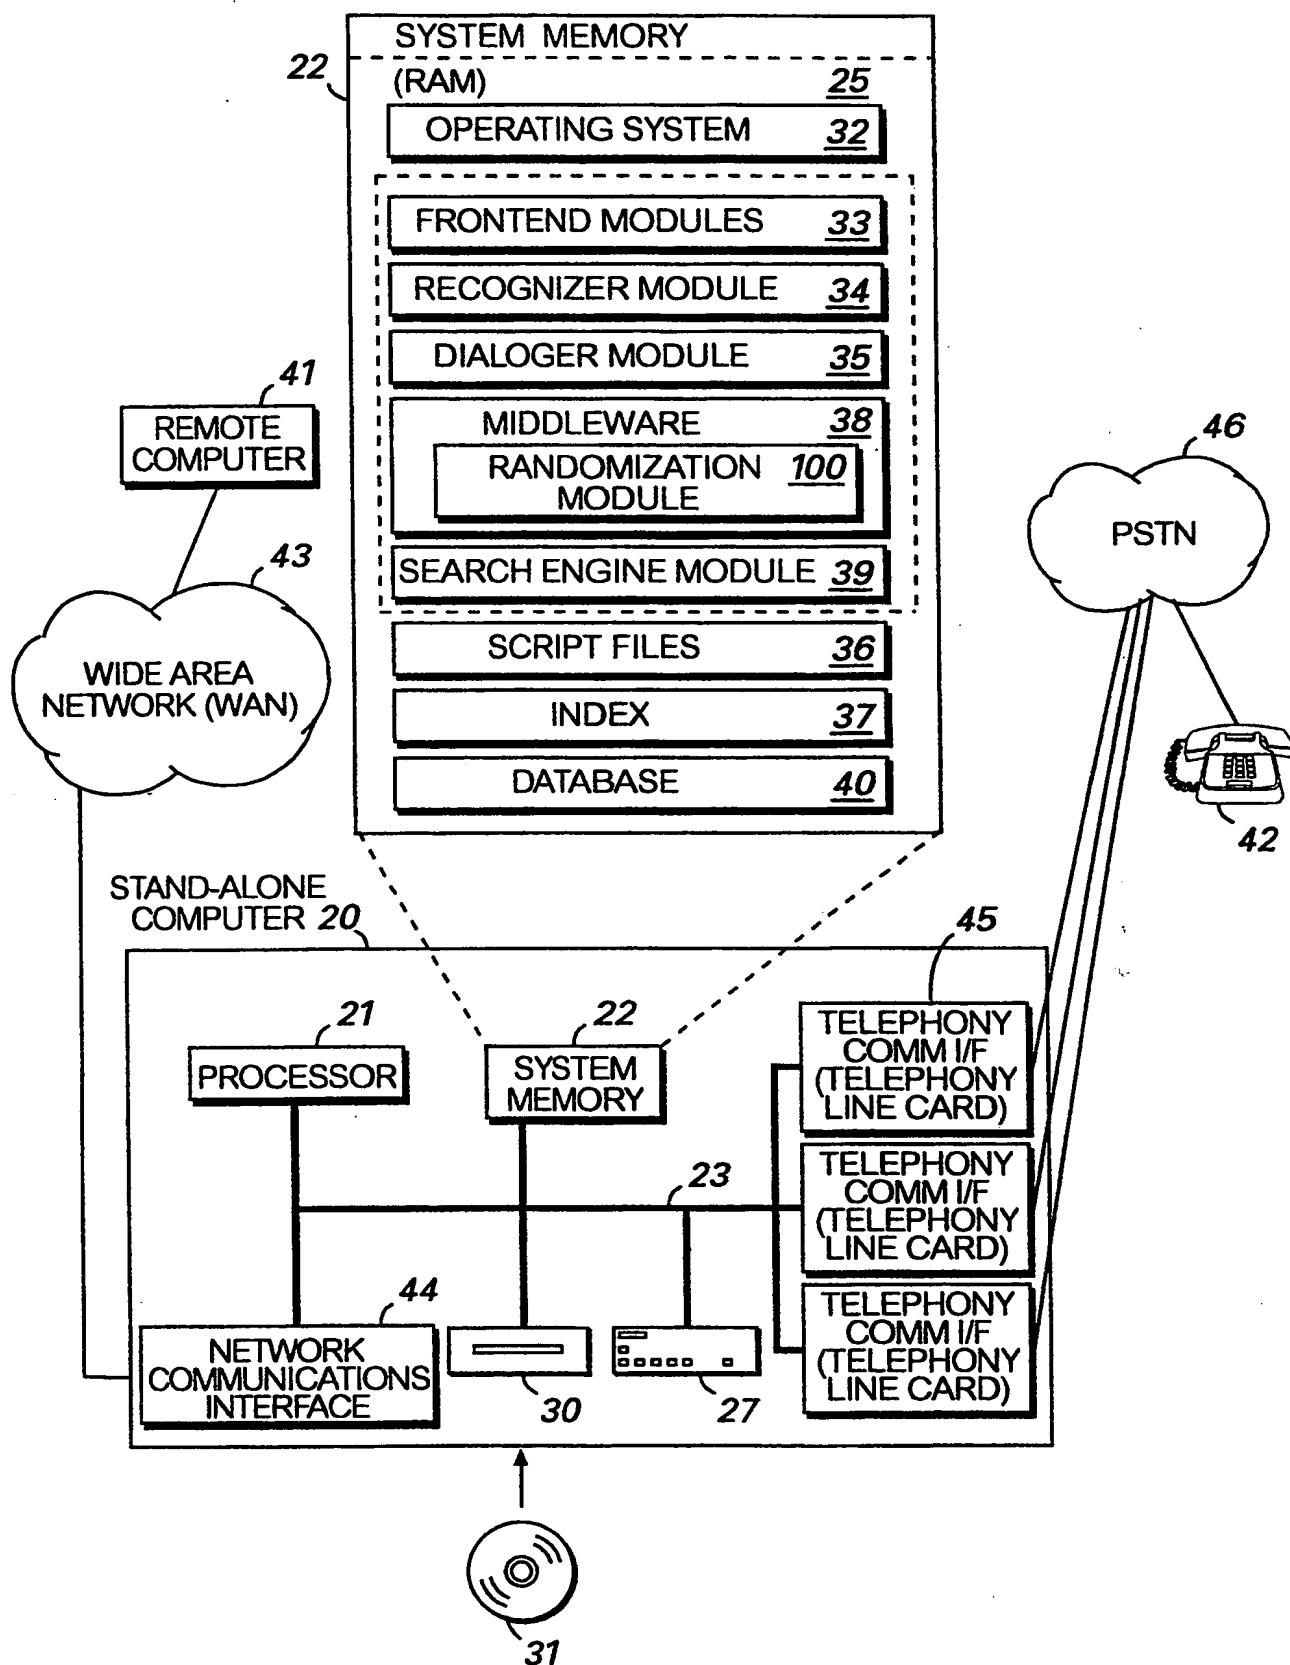 SYSTEM MEMORY
22
(RAM) 25
OPERATING SYSTEM 32
FRONTEND MODULES 33
RECOGNIZER MODULE 34
DIALOGER MODULE 35
MIDDLEWARE 38
RANDOMIZATION 100
MODULE
SEARCH ENGINE MODULE 39
SCRIPT FILES 36
INDEX 37
DATABASE 40
41
REMOTE
COMPUTER
43
WIDE AREA
NETWORK (WAN)
46
PSTN
42
STAND-ALONE
COMPUTER 20
21
PROCESSOR
22
SYSTEM
MEMORY
45
TELEPHONY
COMM I/F
(TELEPHONY
LINE CARD)
23
TELEPHONY
COMM I/F
(TELEPHONY
LINE CARD)
44
NETWORK
COMMUNICATIONS
INTERFACE
30
27
TELEPHONY
COMM I/F
(TELEPHONY
LINE CARD)
31